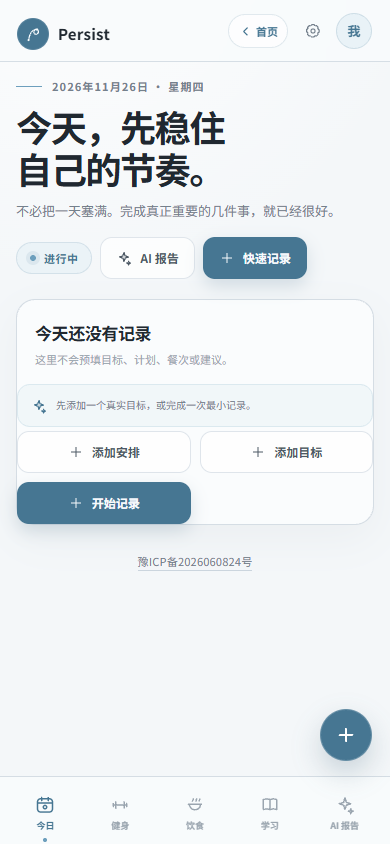 Persist
首页
我
2026年11月26日 · 星期四
今天，先稳住
自己的节奏。
不必把一天塞满。完成真正重要的几件事，就已经很好。
进行中
AI 报告
快速记录
今天还没有记录
这里不会预填目标、计划、餐次或建议。
先添加一个真实目标，或完成一次最小记录。
添加安排
添加目标
开始记录
豫ICP备2026060824号
今日
健身
饮食
学习
AI 报告